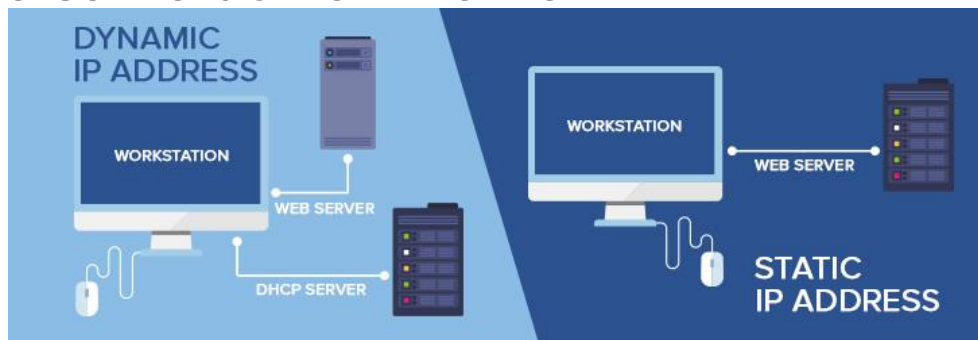 DYNAMIC
IP ADDRESS
WORKSTATION
WEB SERVER
DHCP SERVER
WORKSTATION
WEB SERVER
STATIC
IP ADDRESS